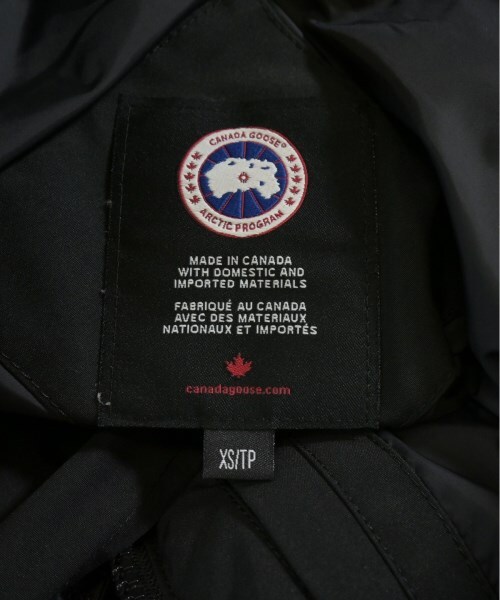 CANADA GOOSE®
ARCTIC PROGRAM
MADE IN CANADA
WITH DOMESTIC AND
IMPORTED MATERIALS
FABRIQUÉ AU CANADA
AVEC DES MATERIAUX
NATIONAUX ET IMPORTÉS
canadagoose.com
XS/TP